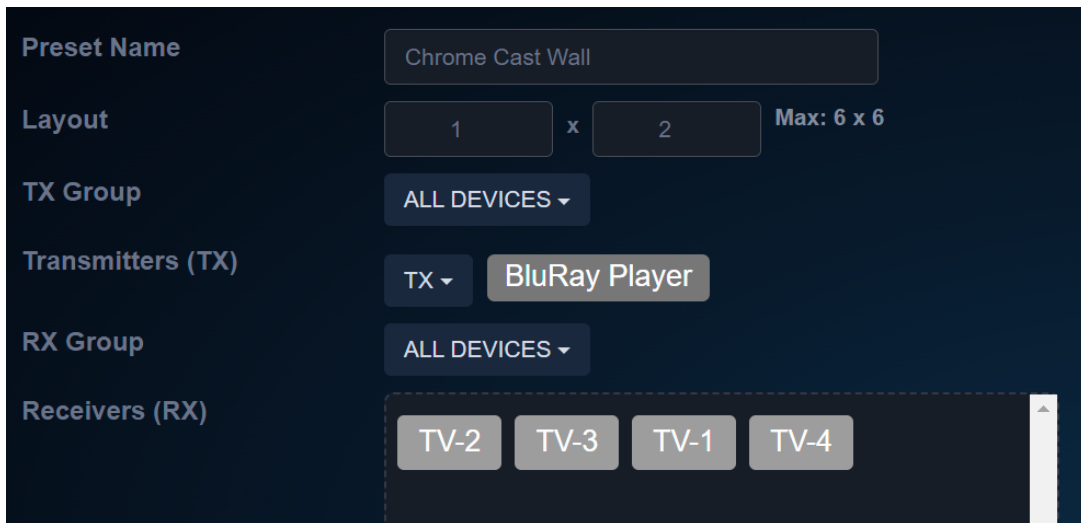 Preset Name
Chrome Cast Wall
Layout
1 x 2 Max: 6 x 6
TX Group
ALL DEVICES
Transmitters (TX)
TX BluRay Player
RX Group
ALL DEVICES
Receivers (RX)
TV-2 TV-3 TV-1 TV-4